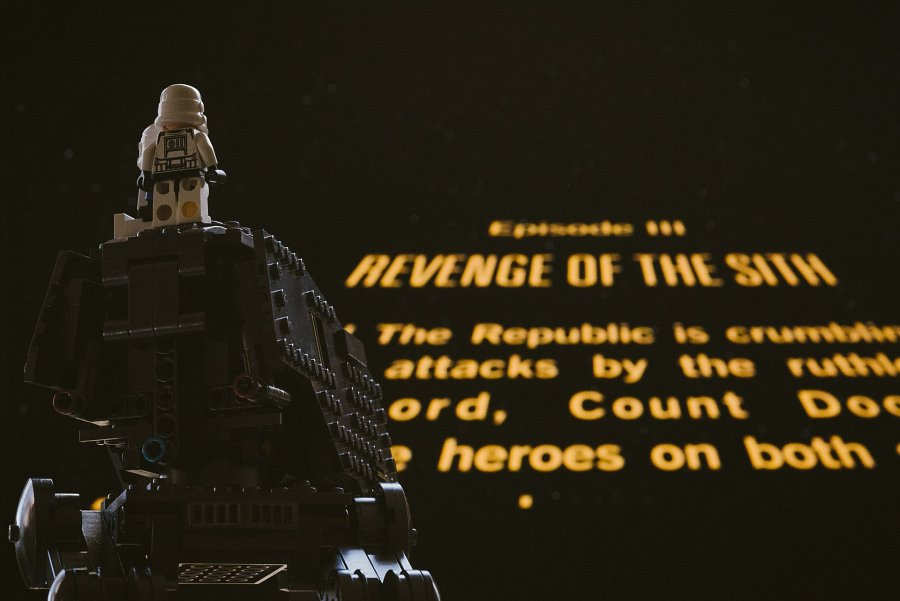 Episode III
REVENGE OF THE SITH
The Republic is
attacks by the
Count
heroes on both